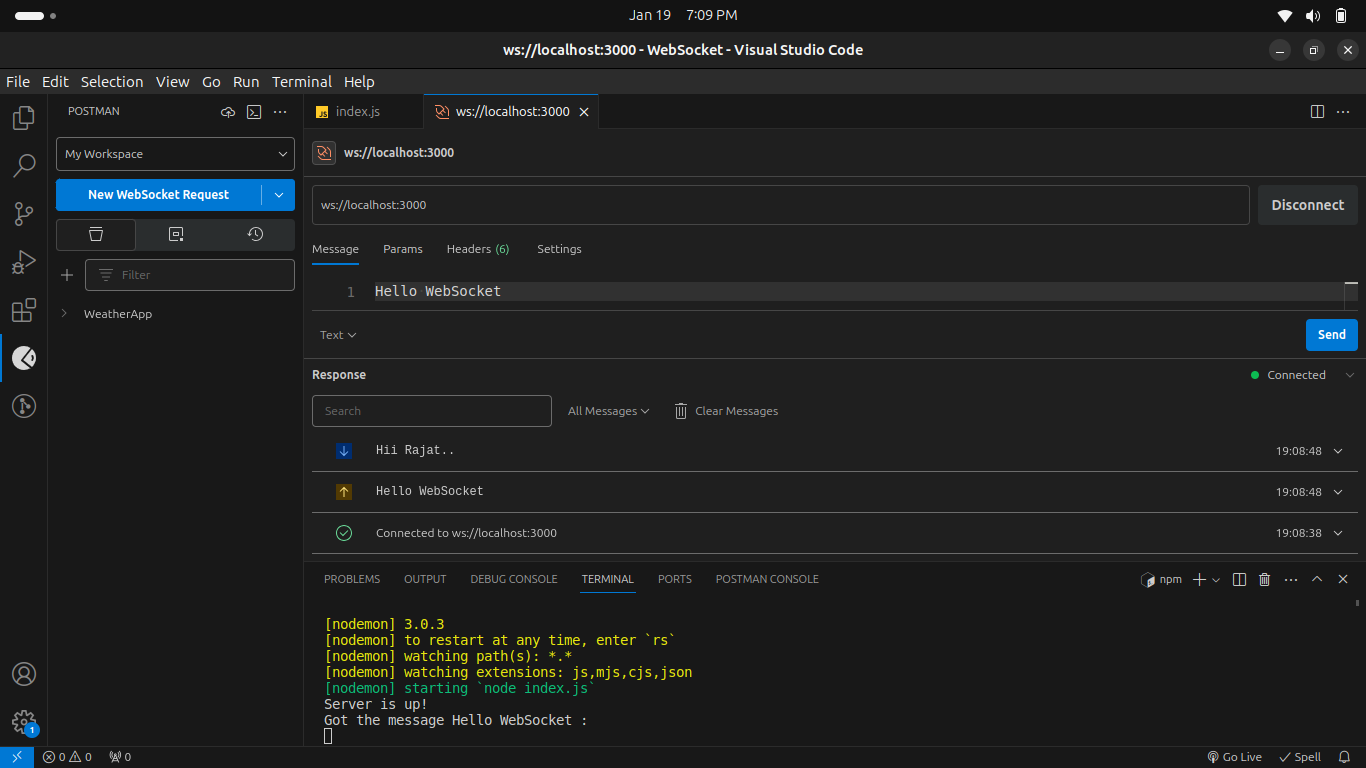 Jan 19 7:09 PM
ws://localhost:3000 - WebSocket - Visual Studio Code
File Edit Selection View Go Run Terminal Help
POSTMAN
My Workspace
New WebSocket Request
Filter
WeatherApp
JS index.js
ws://localhost:3000
ws://localhost:3000
ws://localhost:3000
Disconnect
Message Params Headers (6) Settings
1 Hello WebSocket
Text
Send
Response
Connected
Search
All Messages
Clear Messages
Hii Rajat.. 19:08:48
Hello WebSocket 19:08:48
Connected to ws://localhost:3000 19:08:38
PROBLEMS OUTPUT DEBUG CONSOLE TERMINAL PORTS POSTMAN CONSOLE
npm
[nodemon] 3.0.3
[nodemon] to restart at any time, enter `rs`
[nodemon] watching path(s): *.*
[nodemon] watching extensions: js,mjs,cjs,json
[nodemon] starting `node index.js`
Server is up!
Got the message Hello WebSocket :
1
0 0 0
Go Live Spell